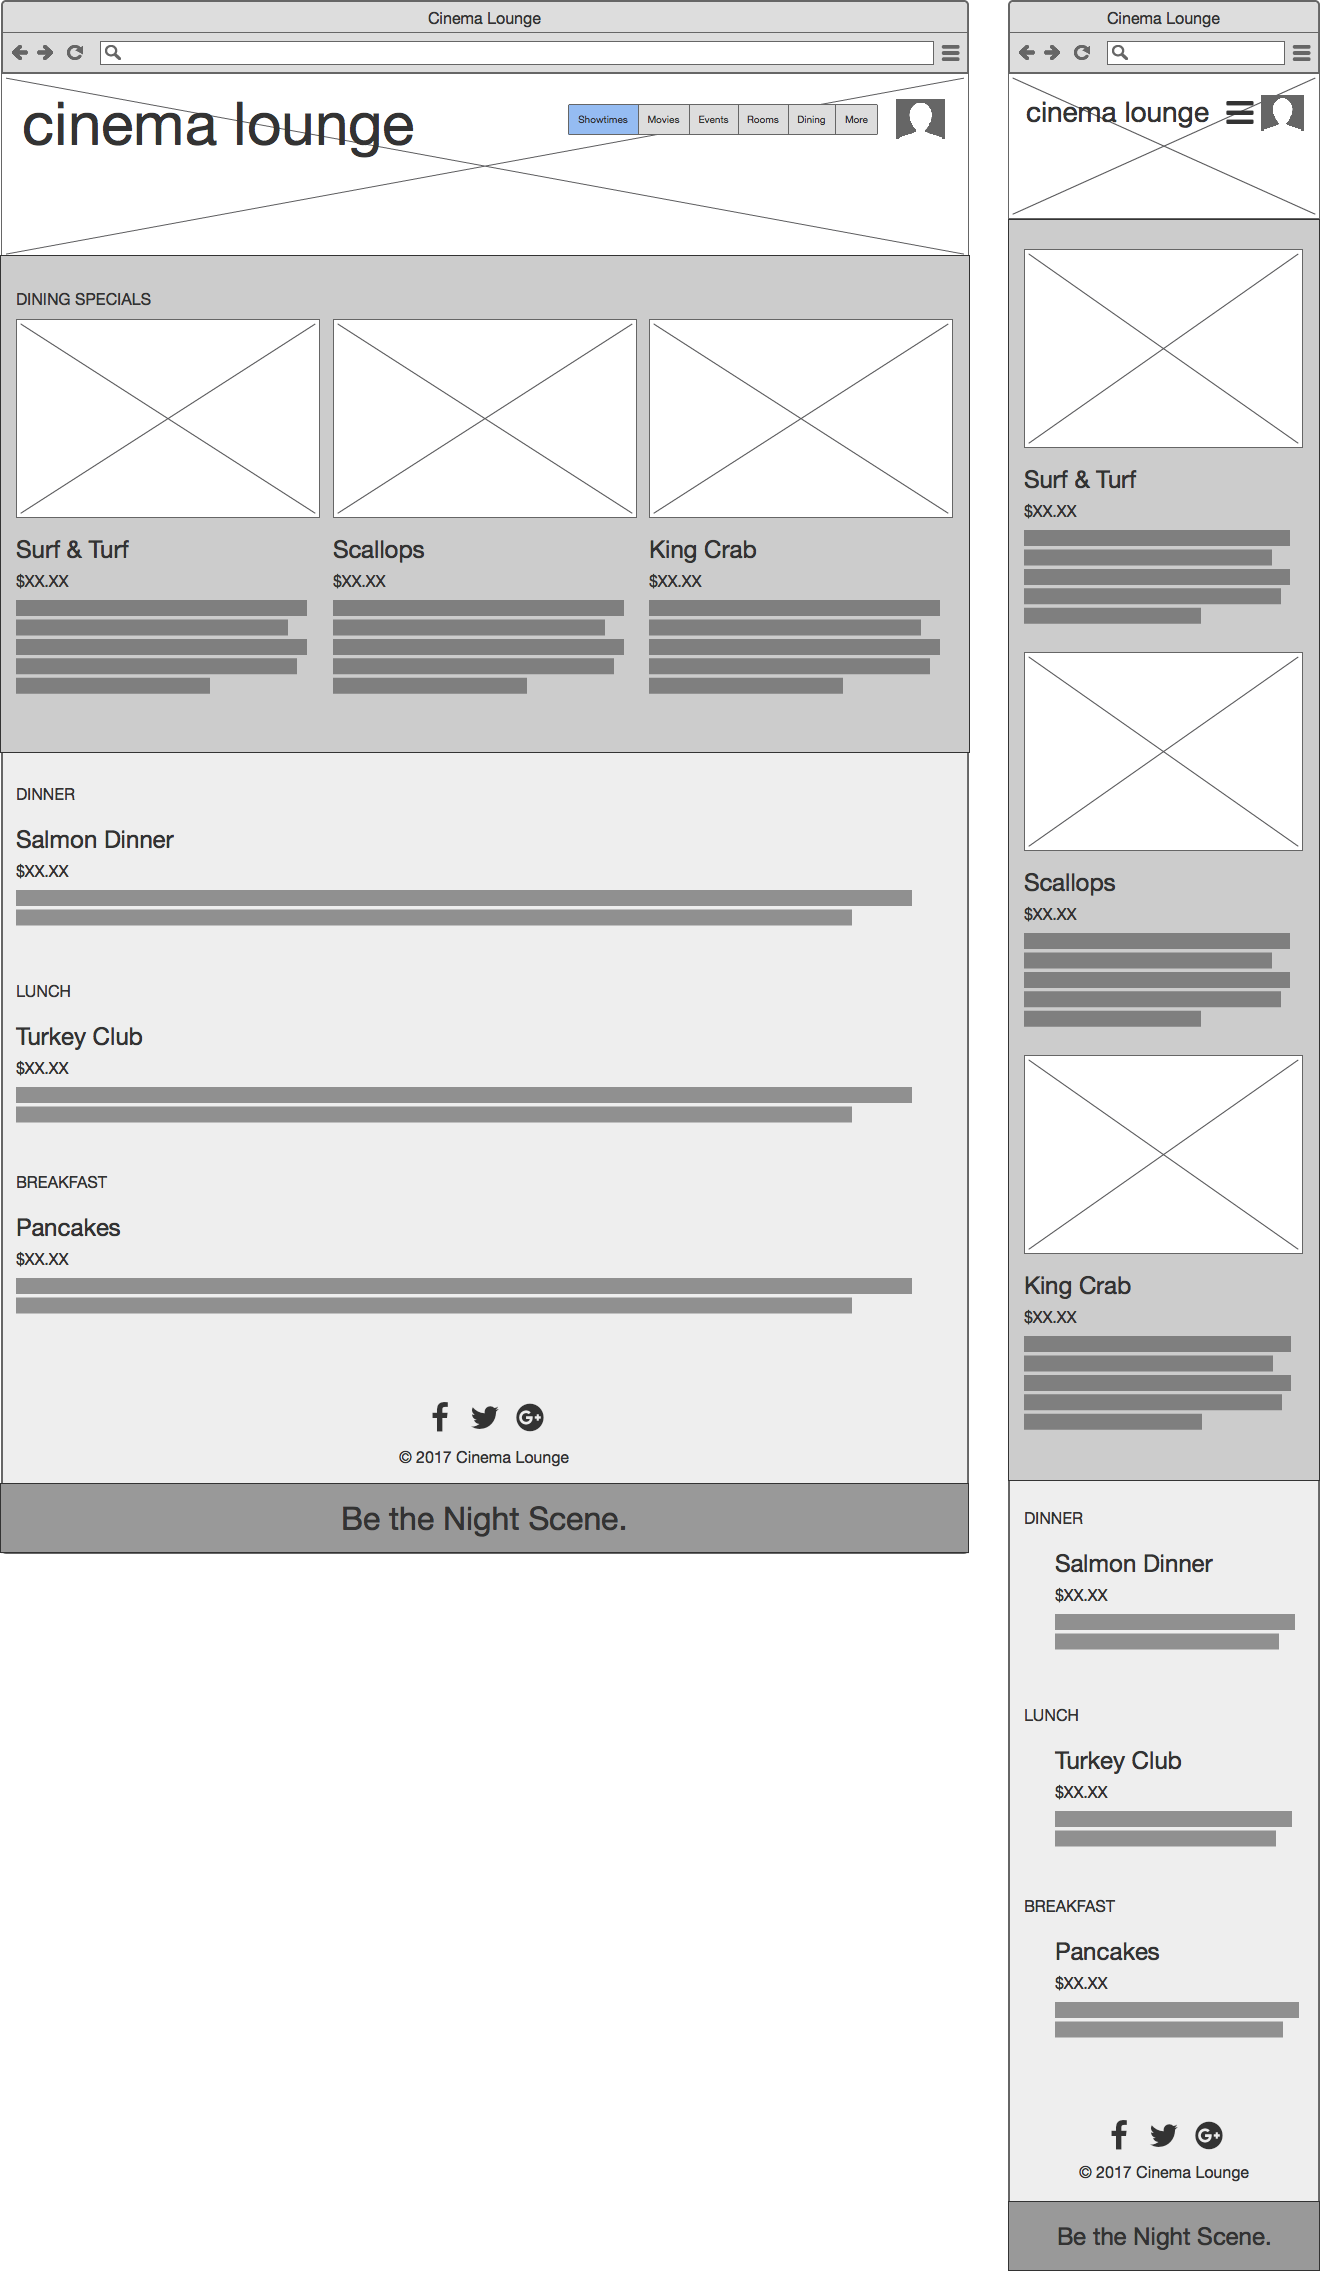 Cinema Lounge
cinema lounge
Showtimes Movies Events Rooms Dining More
DINING SPECIALS
Surf & Turf
$XX.XX
Scallops
$XX.XX
King Crab
$XX.XX
DINNER
Salmon Dinner
$XX.XX
LUNCH
Turkey Club
$XX.XX
BREAKFAST
Pancakes
$XX.XX
f G+
© 2017 Cinema Lounge
Be the Night Scene.
Cinema Lounge
cinema lounge
Surf & Turf
$XX.XX
Scallops
$XX.XX
King Crab
$XX.XX
DINNER
Salmon Dinner
$XX.XX
LUNCH
Turkey Club
$XX.XX
BREAKFAST
Pancakes
$XX.XX
f G+
© 2017 Cinema Lounge
Be the Night Scene.